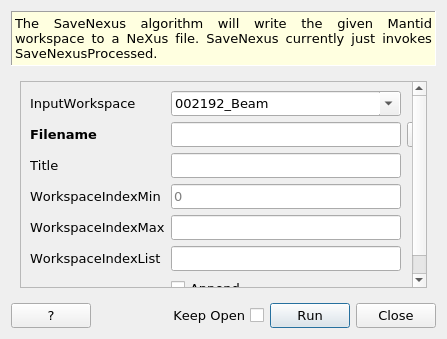 The SaveNexus algorithm will write the given Mantid
workspace to a NeXus file. SaveNexus currently just invokes
SaveNexusProcessed.
InputWorkspace 002192_Beam
Filename
Title
WorkspaceIndexMin 0
WorkspaceIndexMax
WorkspaceIndexList
Append
? Keep Open Run Close